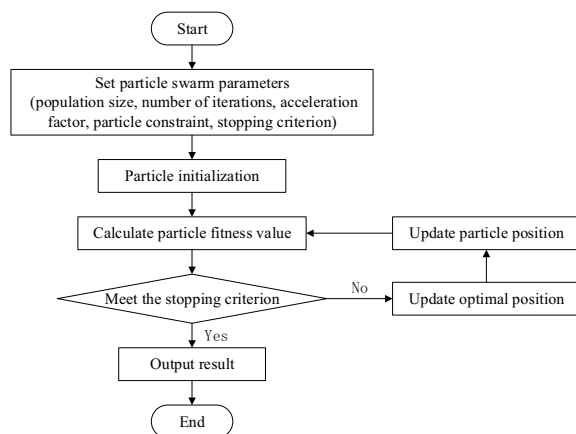 Start
Set particle swarm parameters
(population size, number of iterations, acceleration
factor, particle constraint, stopping criterion)
Particle initialization
Calculate particle fitness value
Update particle position
Meet the stopping criterion
No
Update optimal position
Yes
Output result
End